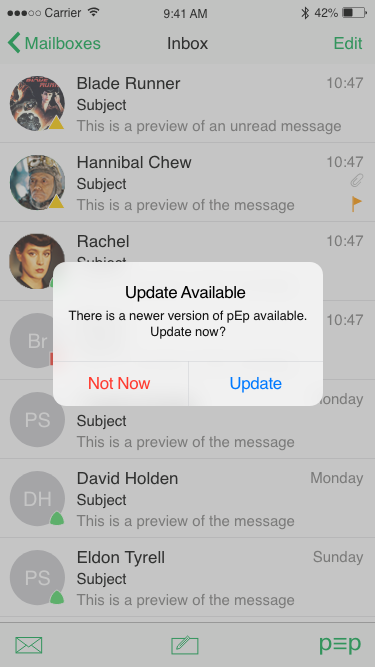 Carrier 9:41 AM 42%
Mailboxes Inbox Edit
Blade Runner 10:47
Subject
This is a preview of an unread message
Hannibal Chew 10:47
Subject
This is a preview of the message
Rachel 10:47
Subject
Update Available
There is a newer version of pEp available.
Update now?
Br 10:47
Not Now Update
PS
Subject
This is a preview of the message
DH David Holden Monday
Subject
This is a preview of the message
PS Eldon Tyrell Sunday
Subject
This is a preview of the message
p≡p